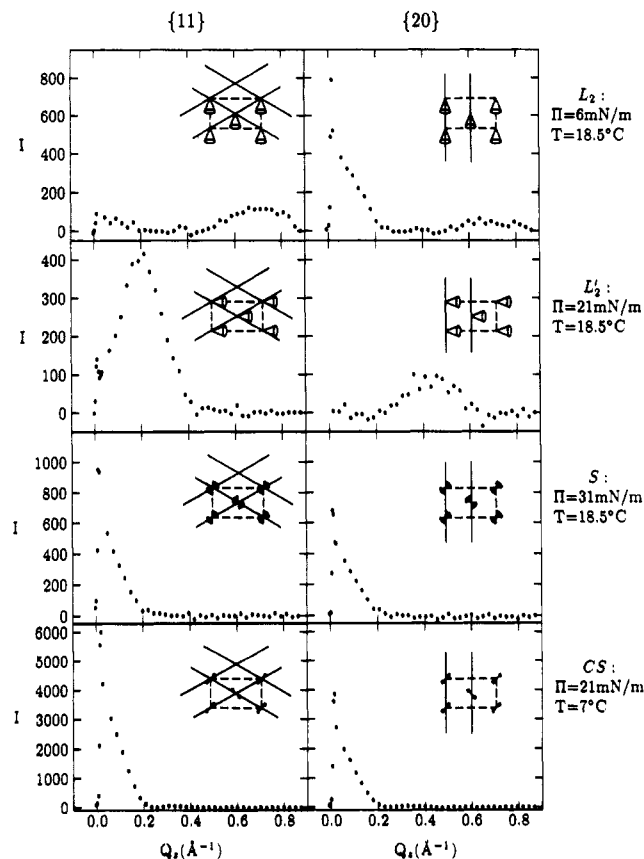 {11} {20}
800
600
I
400
200
0
L₂ :
Π=6mN/m
T=18.5°C
400
300
I
200
100
0
L₂′ :
Π=21mN/m
T=18.5°C
1000
800
I
600
400
200
0
S :
Π=31mN/m
T=18.5°C
6000
5000
I
4000
3000
2000
1000
0
CS :
Π=21mN/m
T=7°C
0.0 0.2 0.4 0.6 0.8 0.0 0.2 0.4 0.6 0.8
Q_z(Å⁻¹) Q_z(Å⁻¹)